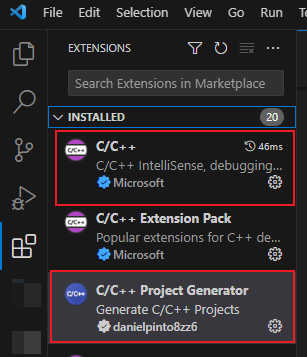 File Edit Selection View Go Run
EXTENSIONS
Search Extensions in Marketplace
INSTALLED 20
C/C++
C/C++ 46ms
C/C++ IntelliSense, debugging...
Microsoft
C/C++
C/C++ Extension Pack
Popular extensions for C++ de...
Microsoft
C/C++
C/C++ Project Generator
Generate C/C++ Projects
danielpinto8zz6